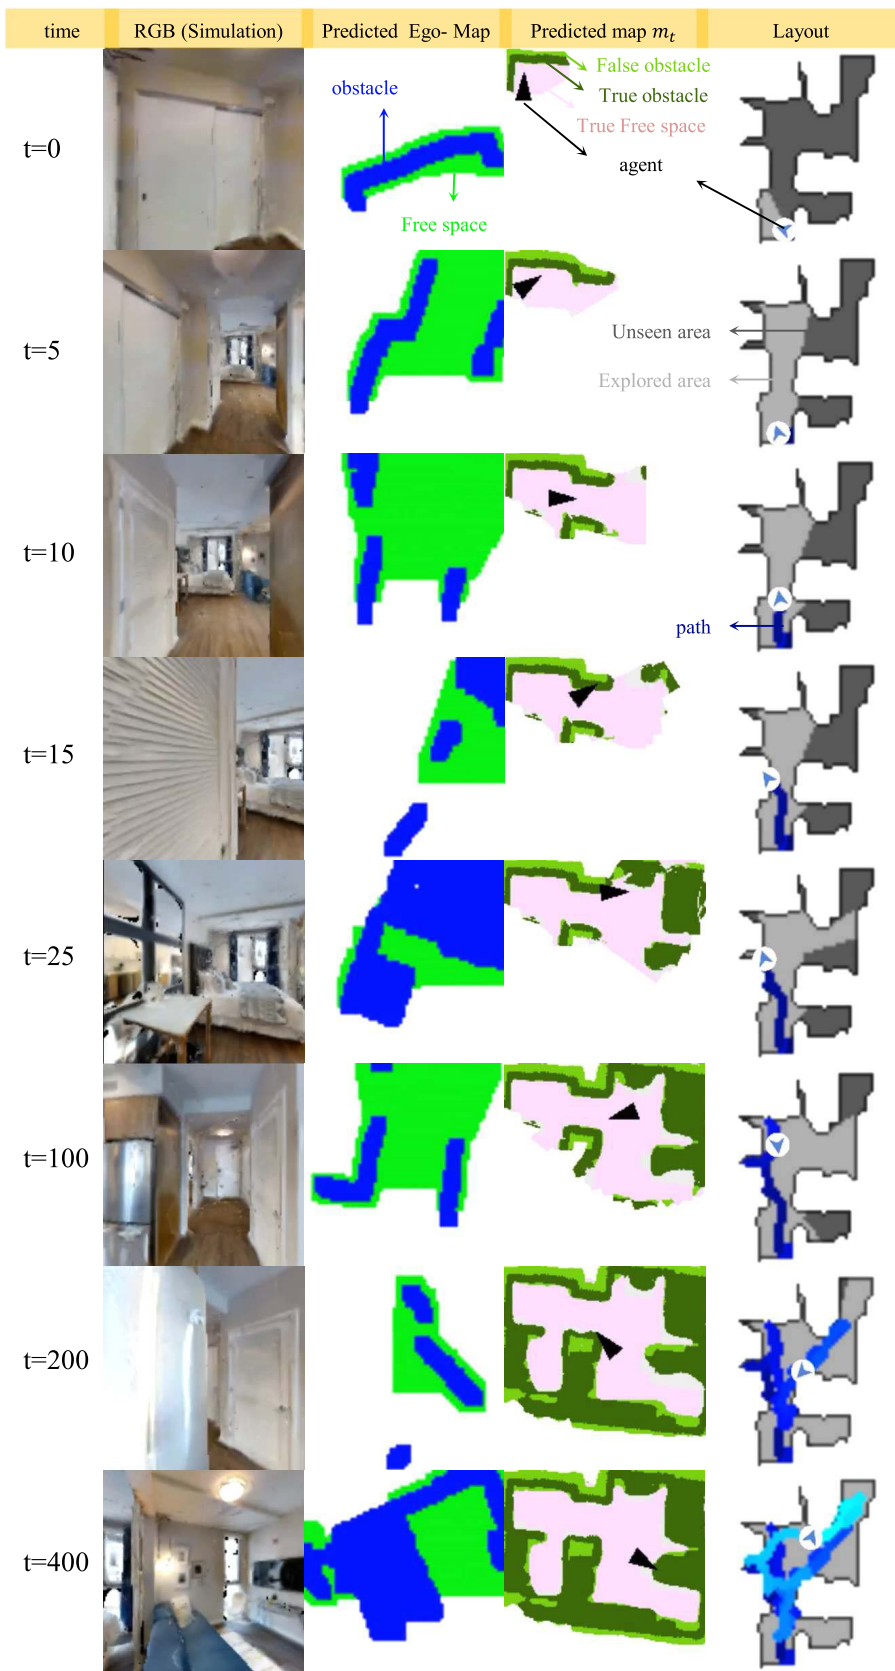 time RGB (Simulation) Predicted Ego- Map Predicted map mₜ Layout
False obstacle
obstacle
True obstacle
True Free space
t=0
agent
Free space
Unseen area
t=5
Explored area
t=10
path
t=15
t=25
t=100
t=200
t=400